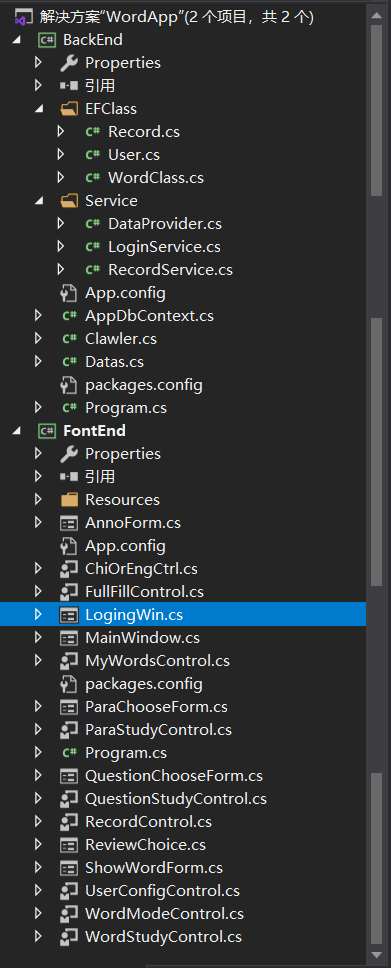 解决方案“WordApp”(2 个项目，共 2 个)
BackEnd
Properties
引用
EFClass
Record.cs
User.cs
WordClass.cs
Service
DataProvider.cs
LoginService.cs
RecordService.cs
App.config
AppDbContext.cs
Clawler.cs
Datas.cs
packages.config
Program.cs
FontEnd
Properties
引用
Resources
AnnoForm.cs
App.config
ChiOrEngCtrl.cs
FullFillControl.cs
LogingWin.cs
MainWindow.cs
MyWordsControl.cs
packages.config
ParaChooseForm.cs
ParaStudyControl.cs
Program.cs
QuestionChooseForm.cs
QuestionStudyControl.cs
RecordControl.cs
ReviewChoice.cs
ShowWordForm.cs
UserConfigControl.cs
WordModeControl.cs
WordStudyControl.cs